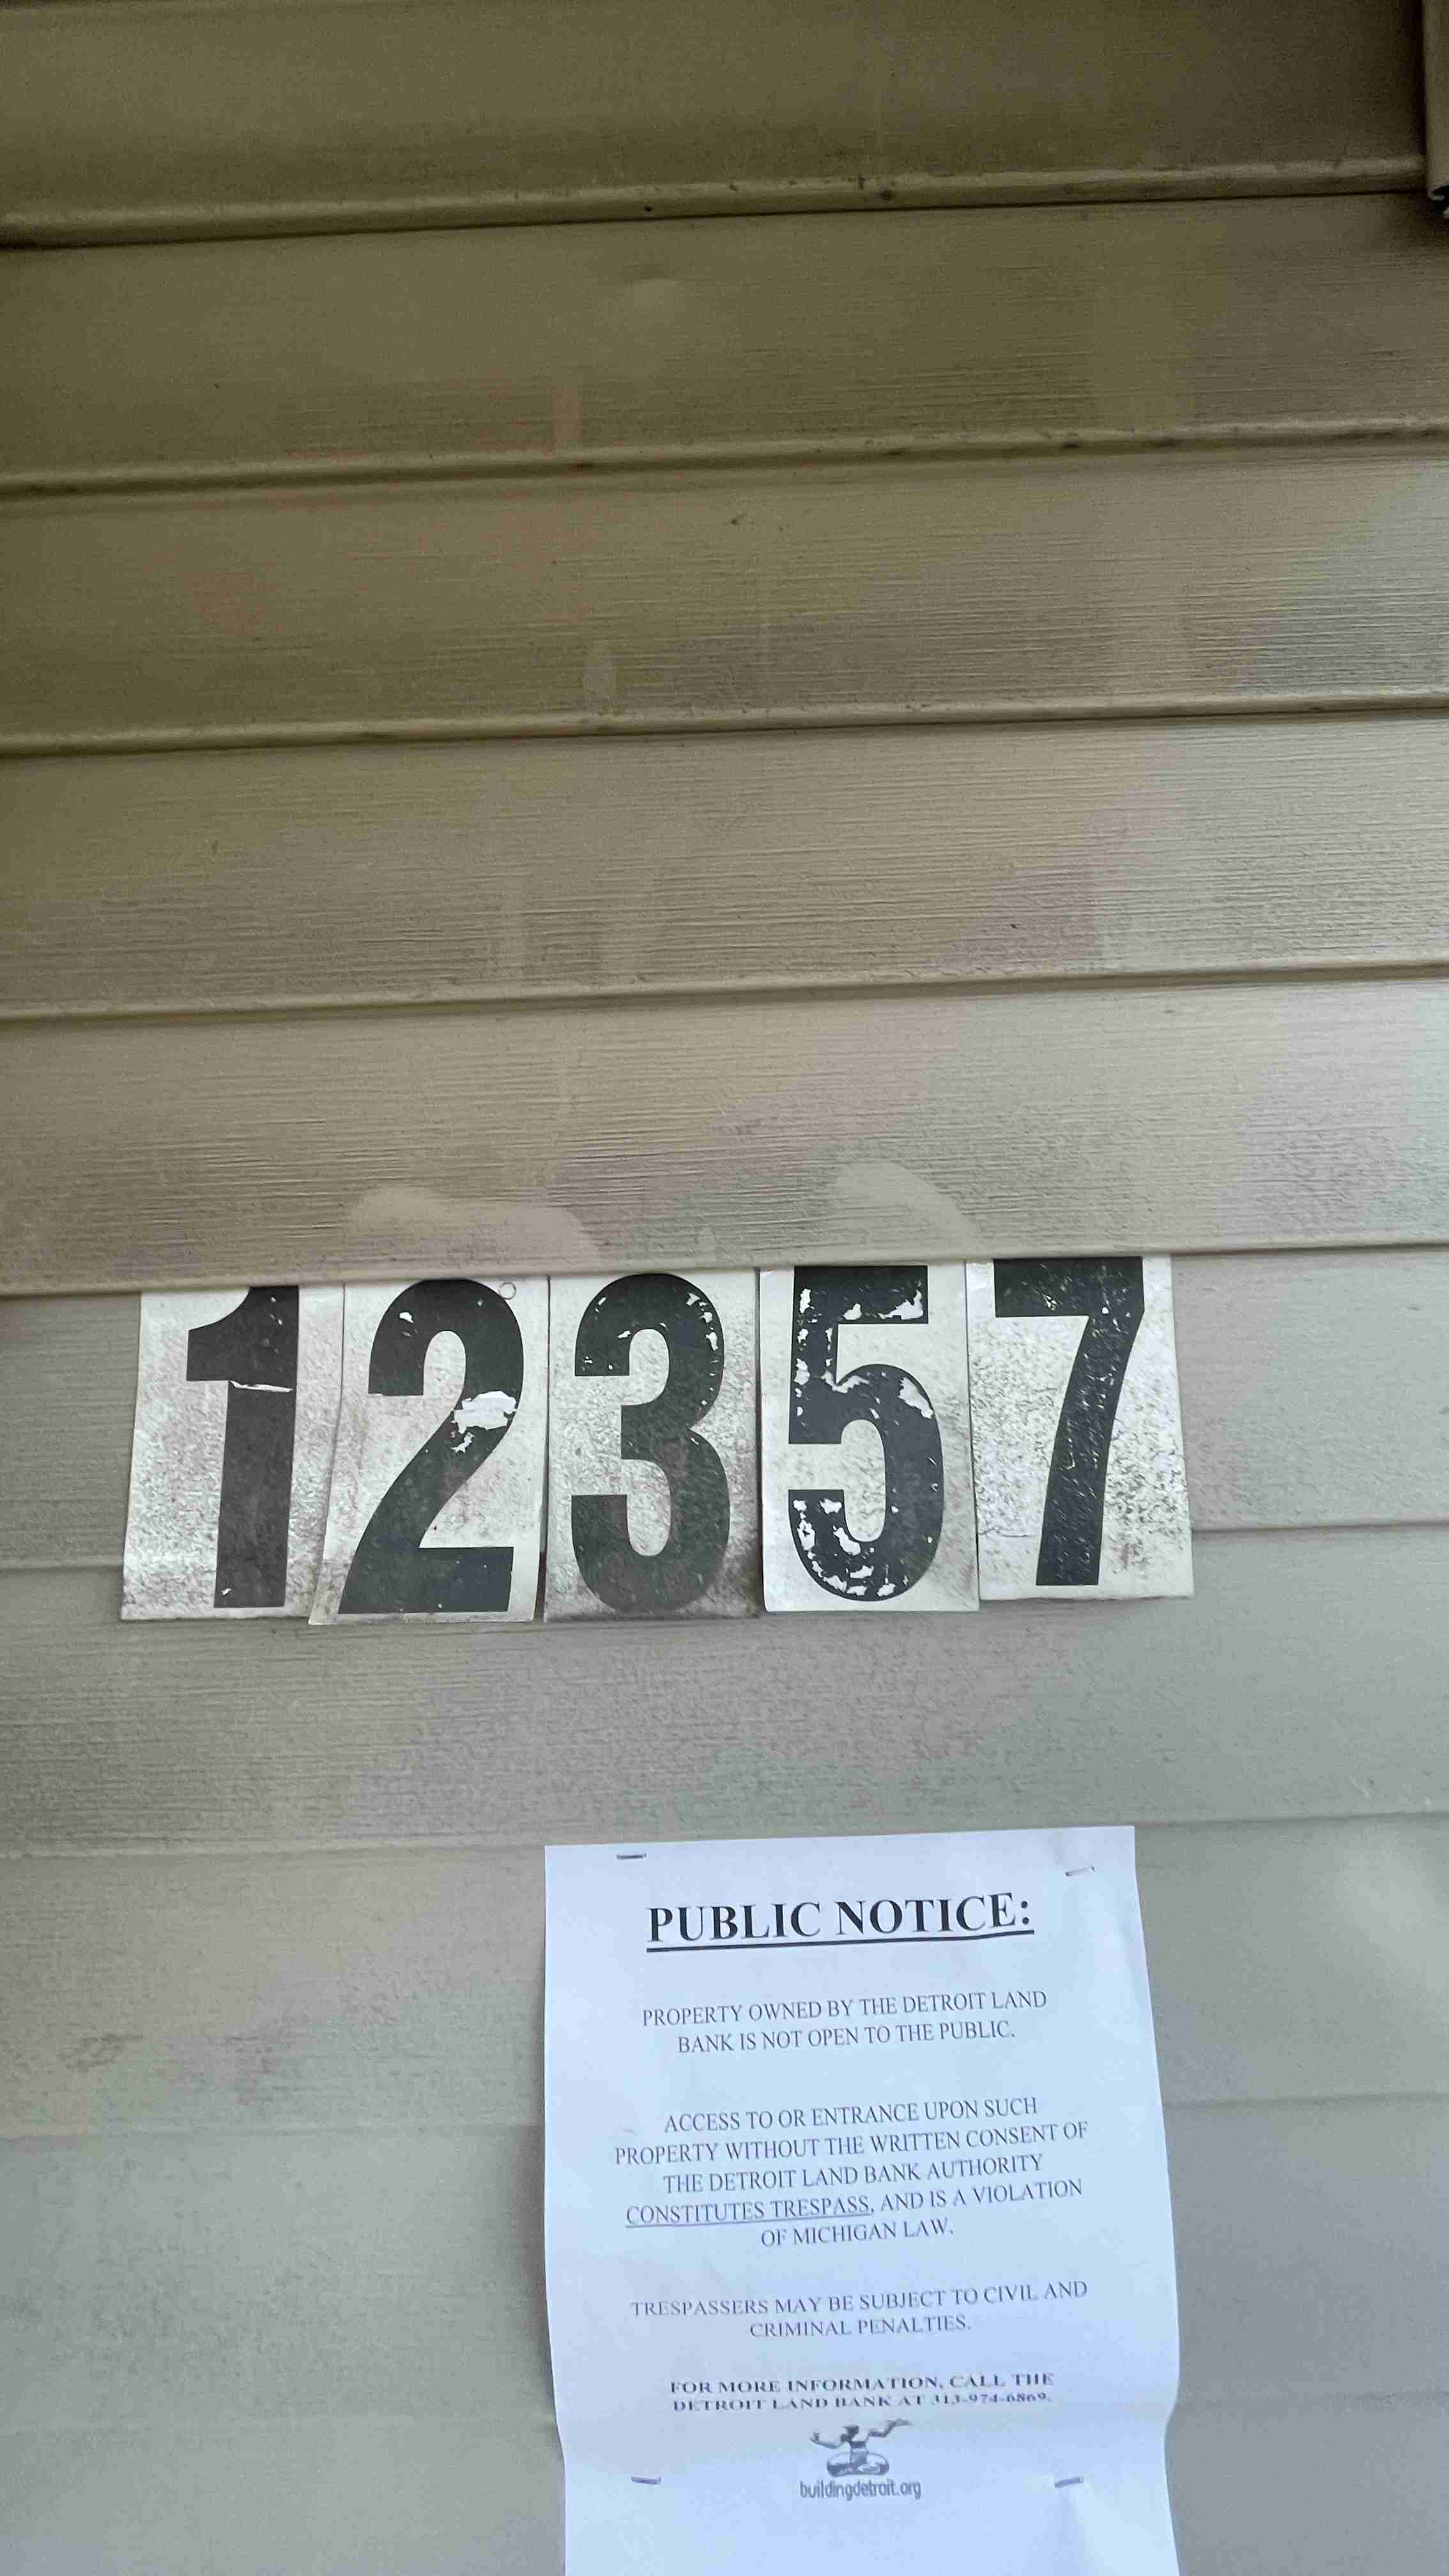 12357
PUBLIC NOTICE:
PROPERTY OWNED BY THE DETROIT LAND
BANK IS NOT OPEN TO THE PUBLIC.
ACCESS TO OR ENTRANCE UPON SUCH
PROPERTY WITHOUT THE WRITTEN CONSENT OF
THE DETROIT LAND BANK AUTHORITY
CONSTITUTES TRESPASS, AND IS A VIOLATION
OF MICHIGAN LAW.
TRESPASSERS MAY BE SUBJECT TO CIVIL AND
CRIMINAL PENALTIES.
FOR MORE INFORMATION, CALL THE
DETROIT LAND BANK AT 313-974-6869.
buildingdetroit.org